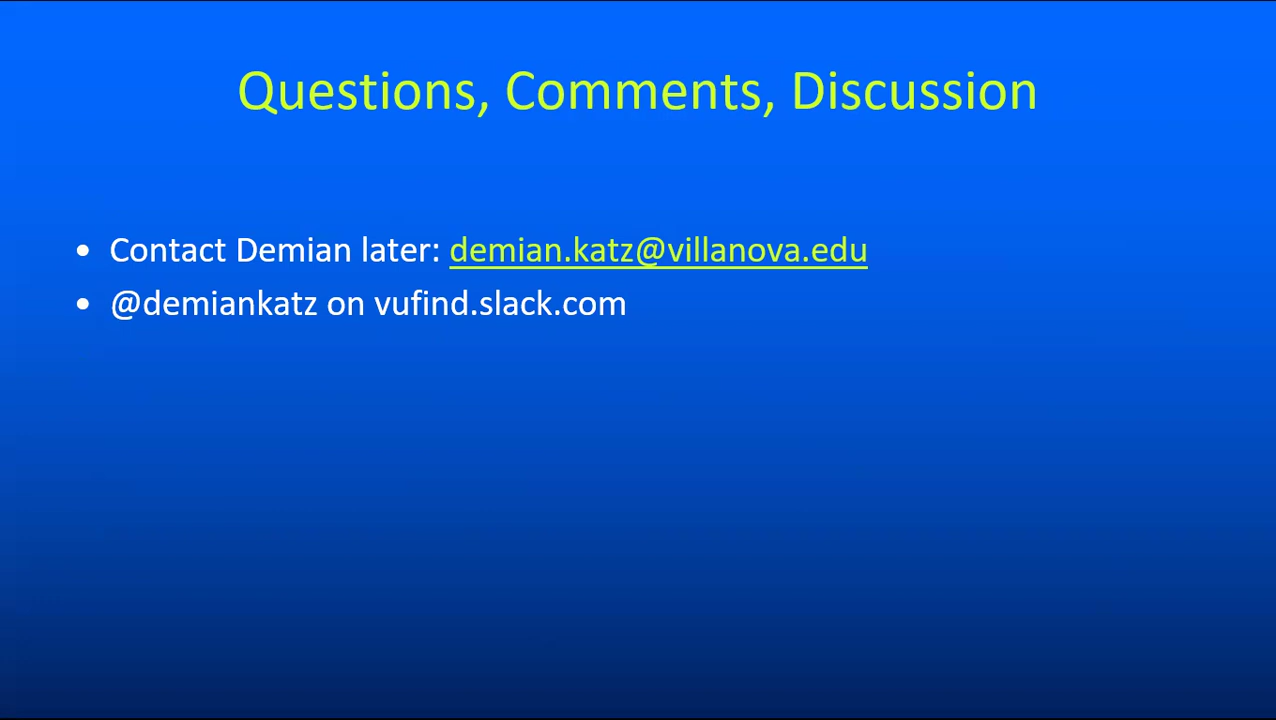 Questions, Comments, Discussion
• Contact Demian later: demian.katz@villanova.edu
• @demiankatz on vufind.slack.com